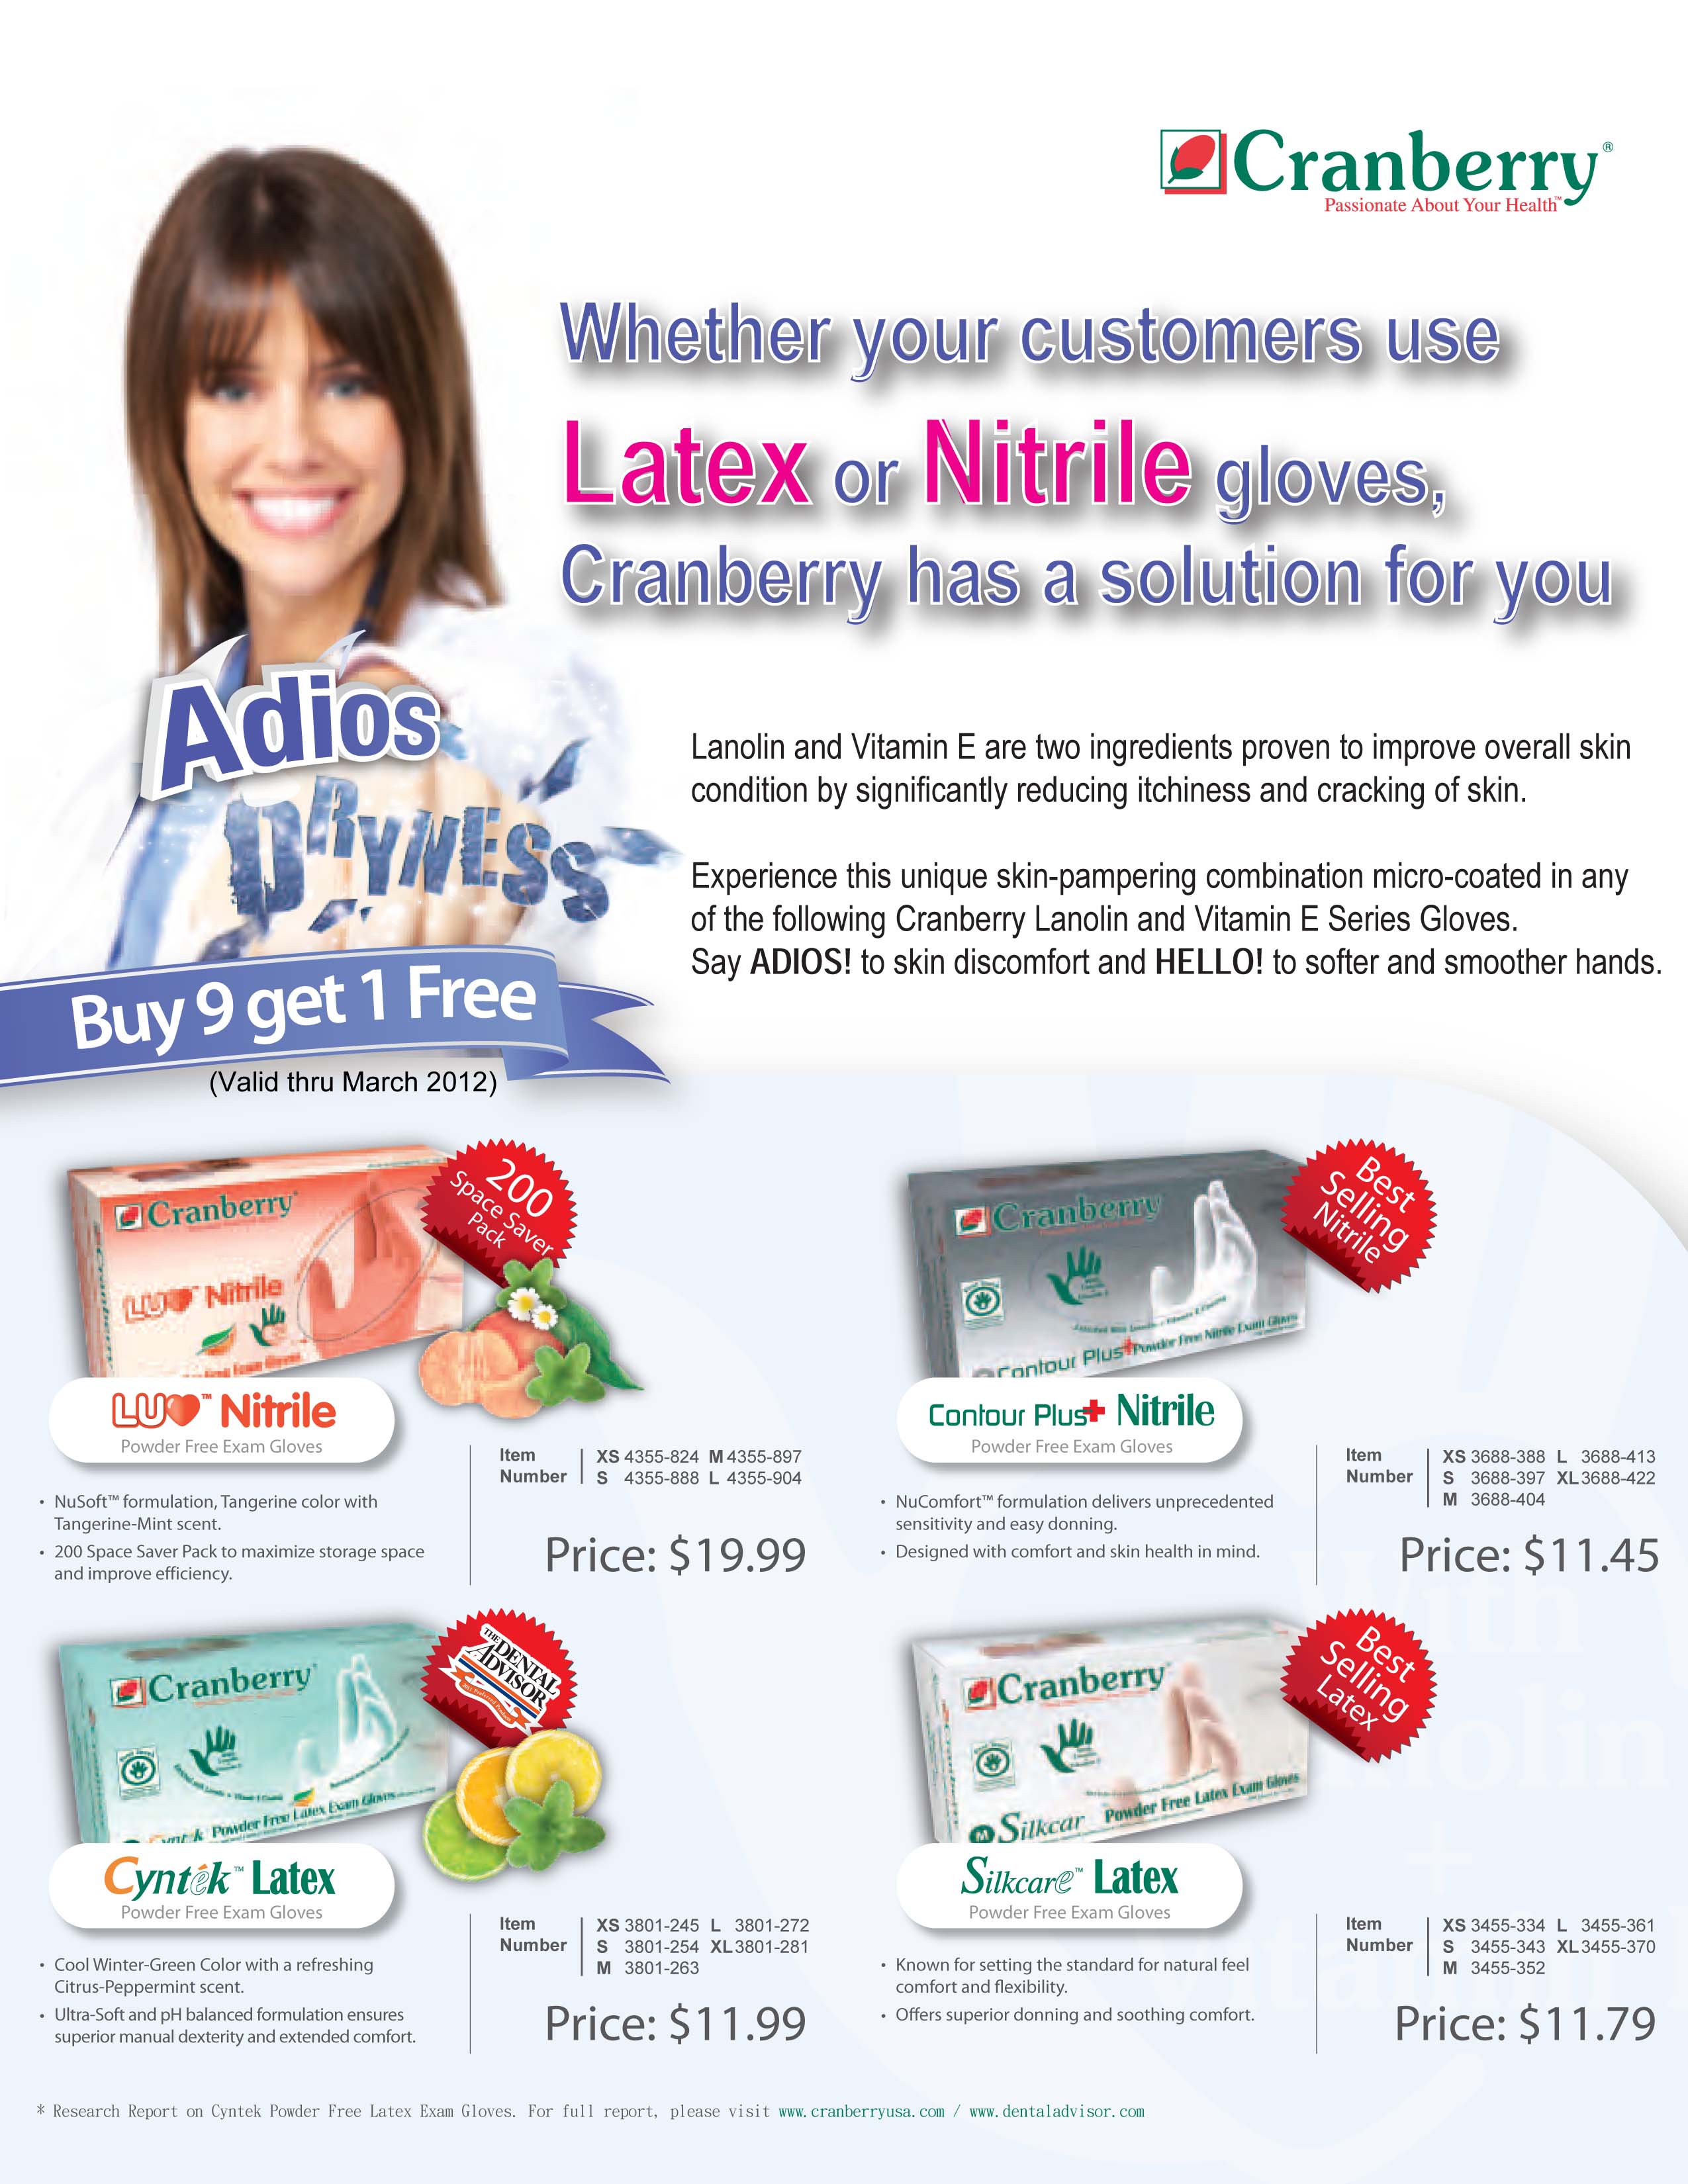 Cranberry®
Passionate About Your Health™
Whether your customers use
Latex or Nitrile gloves,
Cranberry has a solution for you
Adios
DRYNESS
Lanolin and Vitamin E are two ingredients proven to improve overall skin
condition by significantly reducing itchiness and cracking of skin.
Experience this unique skin-pampering combination micro-coated in any
of the following Cranberry Lanolin and Vitamin E Series Gloves.
Say ADIOS! to skin discomfort and HELLO! to softer and smoother hands.
Buy 9 get 1 Free
(Valid thru March 2012)
Cranberry
LUV Nitrile
200
Space Saver
Pack
LUV™ Nitrile
Powder Free Exam Gloves
• NuSoft™ formulation, Tangerine color with
Tangerine-Mint scent.
• 200 Space Saver Pack to maximize storage space
and improve efficiency.
Item
Number
XS 4355-824 M 4355-897
S 4355-888 L 4355-904
Price: $19.99
Cranberry
Contour Plus Powder Free Nitrile Exam Gloves
Best
Selling
Nitrile
Contour Plus+ Nitrile
Powder Free Exam Gloves
• NuComfort™ formulation delivers unprecedented
sensitivity and easy donning.
• Designed with comfort and skin health in mind.
Item
Number
XS 3688-388 L 3688-413
S 3688-397 XL 3688-422
M 3688-404
Price: $11.45
Cranberry
Powder Free Latex Exam Gloves
THE
DENTAL
ADVISOR
Cynték™ Latex
Powder Free Exam Gloves
• Cool Winter-Green Color with a refreshing
Citrus-Peppermint scent.
• Ultra-Soft and pH balanced formulation ensures
superior manual dexterity and extended comfort.
Item
Number
XS 3801-245 L 3801-272
S 3801-254 XL 3801-281
M 3801-263
Price: $11.99
Cranberry
M Silkcar Powder Free Latex Exam Gloves
Best
Selling
Latex
Silkcare™ Latex
Powder Free Exam Gloves
• Known for setting the standard for natural feel
comfort and flexibility.
• Offers superior donning and soothing comfort.
Item
Number
XS 3455-334 L 3455-361
S 3455-343 XL 3455-370
M 3455-352
Price: $11.79
* Research Report on Cyntek Powder Free Latex Exam Gloves. For full report, please visit www.cranberryusa.com / www.dentaladvisor.com